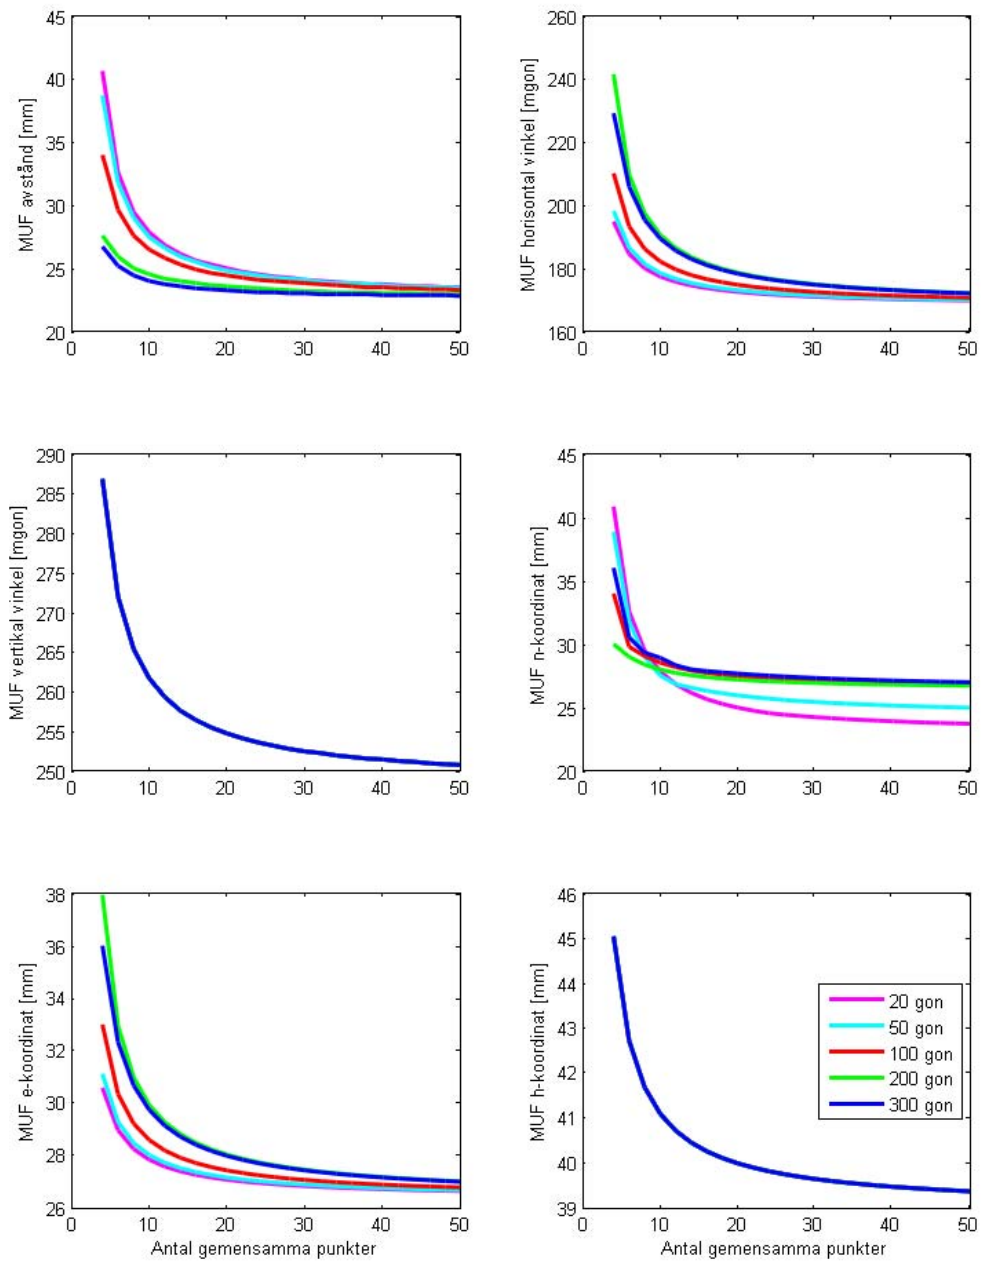 MUF avstånd [mm]
45
40
35
30
25
20
0 10 20 30 40 50
MUF horisontal vinkel [mgon]
260
240
220
200
180
160
0 10 20 30 40 50
MUF vertikal vinkel [mgon]
290
285
280
275
270
265
260
255
250
0 10 20 30 40 50
MUF n-koordinat [mm]
45
40
35
30
25
20
0 10 20 30 40 50
MUF e-koordinat [mm]
38
36
34
32
30
28
26
0 10 20 30 40 50
Antal gemensamma punkter
MUF h-koordinat [mm]
46
45
44
43
42
41
40
39
0 10 20 30 40 50
Antal gemensamma punkter
20 gon
50 gon
100 gon
200 gon
300 gon